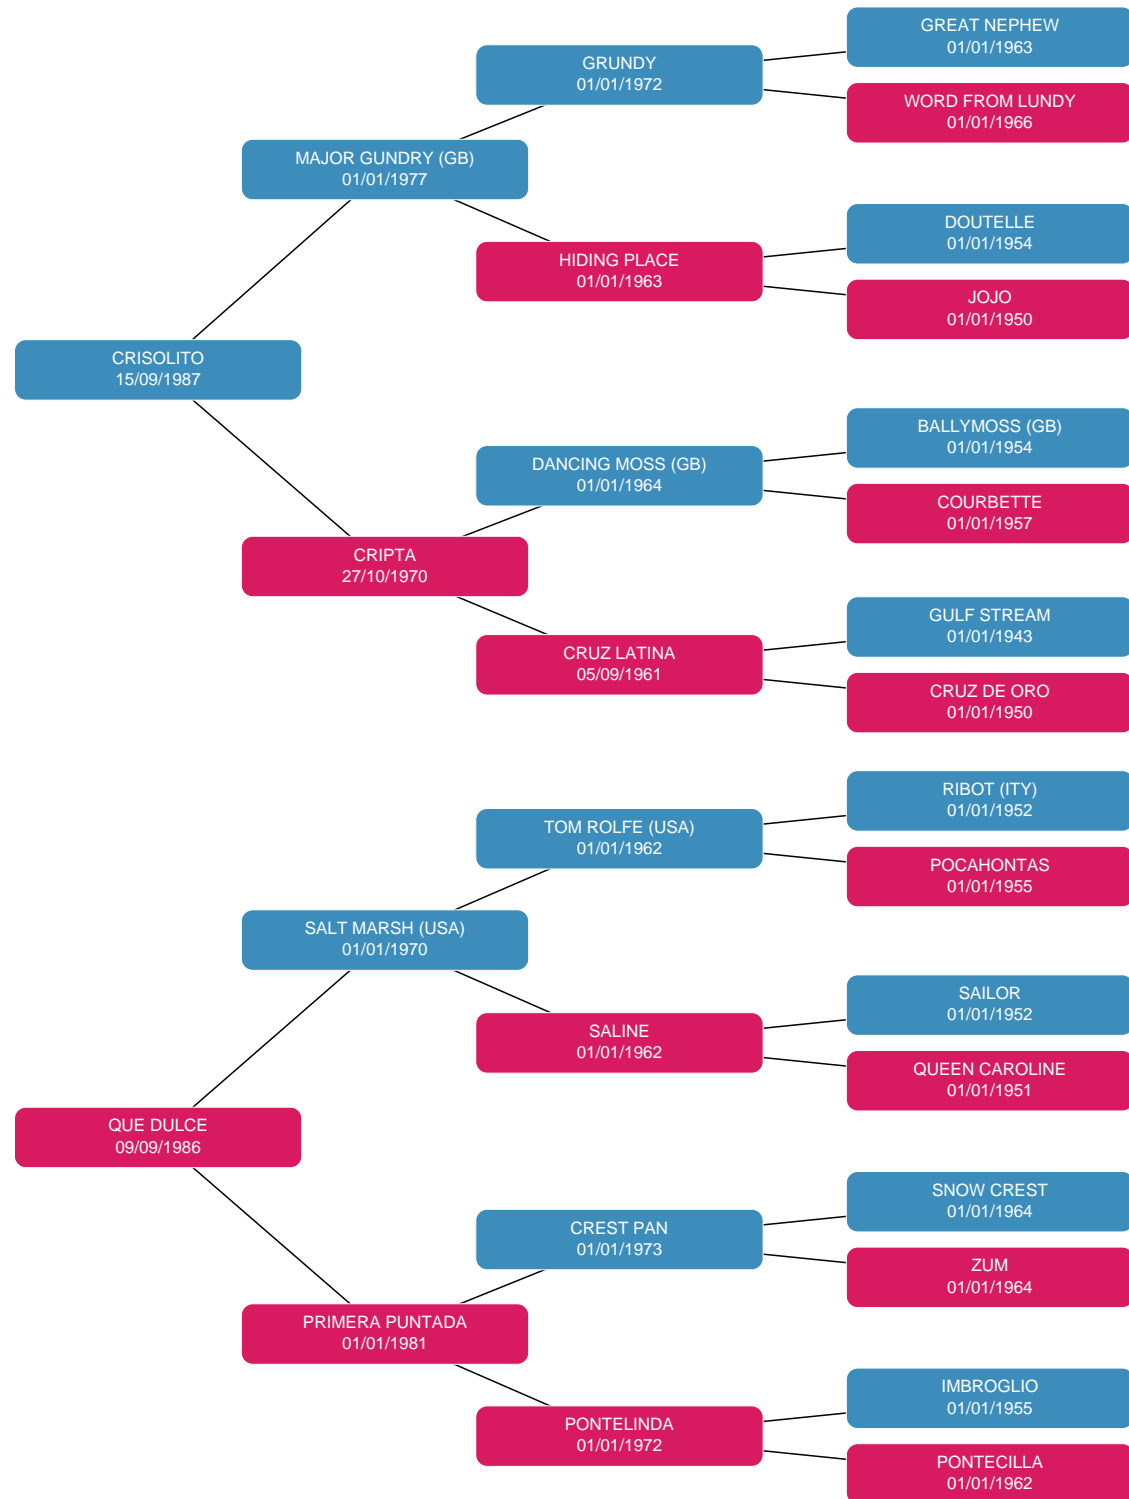 GREAT NEPHEW
01/01/1963
GRUNDY
01/01/1972
WORD FROM LUNDY
01/01/1966
MAJOR GUNDRY (GB)
01/01/1977
DOUTELLE
01/01/1954
HIDING PLACE
01/01/1963
JOJO
01/01/1950
CRISOLITO
15/09/1987
BALLYMOSS (GB)
01/01/1954
DANCING MOSS (GB)
01/01/1964
COURBETTE
01/01/1957
CRIPTA
27/10/1970
GULF STREAM
01/01/1943
CRUZ LATINA
05/09/1961
CRUZ DE ORO
01/01/1950
RIBOT (ITY)
01/01/1952
TOM ROLFE (USA)
01/01/1962
POCAHONTAS
01/01/1955
SALT MARSH (USA)
01/01/1970
SAILOR
01/01/1952
SALINE
01/01/1962
QUEEN CAROLINE
01/01/1951
QUE DULCE
09/09/1986
SNOW CREST
01/01/1964
CREST PAN
01/01/1973
ZUM
01/01/1964
PRIMERA PUNTADA
01/01/1981
IMBROGLIO
01/01/1955
PONTELINDA
01/01/1972
PONTECILLA
01/01/1962